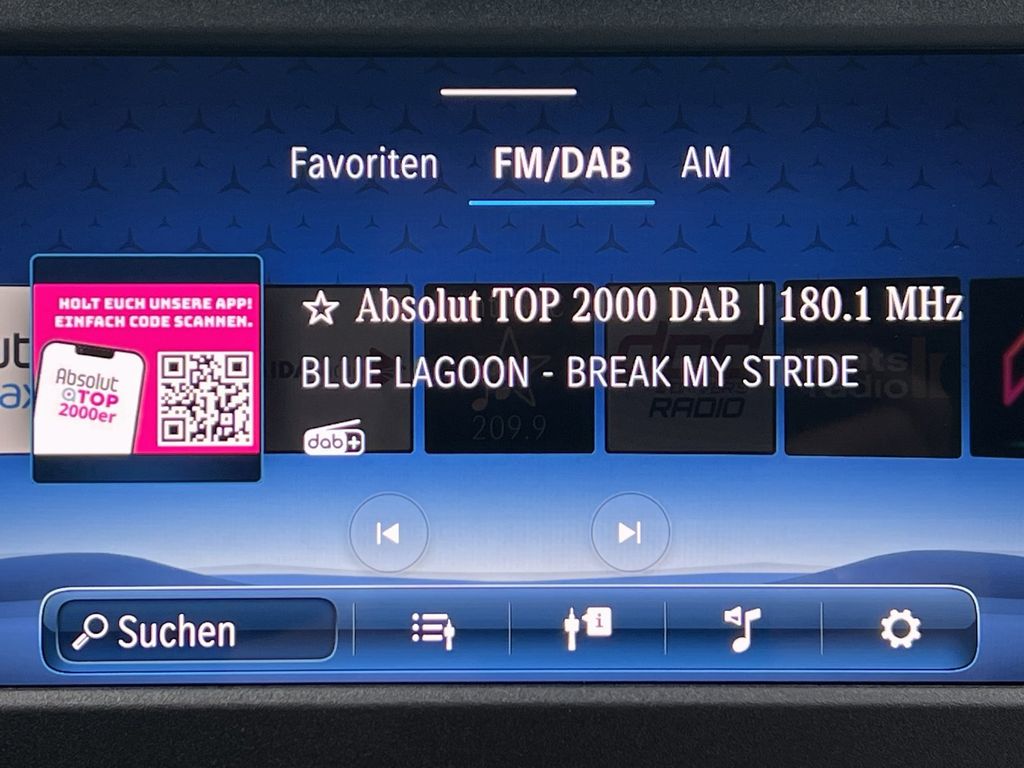 Favoriten FM/DAB AM
HOLT EUCH UNSERE APP!
EINFACH CODE SCANNEN.
Absolut
TOP
2000er
☆ Absolut TOP 2000 DAB | 180.1 MHz
BLUE LAGOON - BREAK MY STRIDE
dab+
209.9
RADIO
radio
Suchen